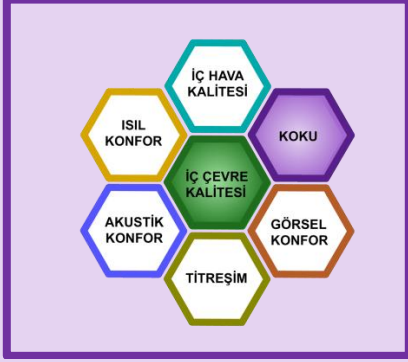 İÇ HAVA
KALİTESİ
ISIL
KONFOR
KOKU
İÇ ÇEVRE
KALİTESİ
AKUSTİK
KONFOR
GÖRSEL
KONFOR
TİTREŞİM